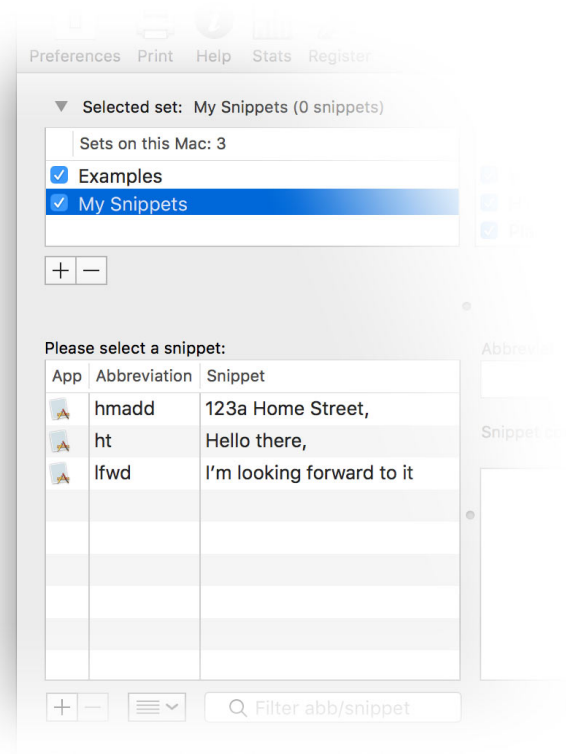 Preferences Print Help Stats Register
Selected set: My Snippets (0 snippets)
Sets on this Mac: 3
Examples
My Snippets
Please select a snippet:
App Abbreviation Snippet
hmadd 123a Home Street,
ht Hello there,
lfwd I'm looking forward to it
Filter abb/snippet
Snippet